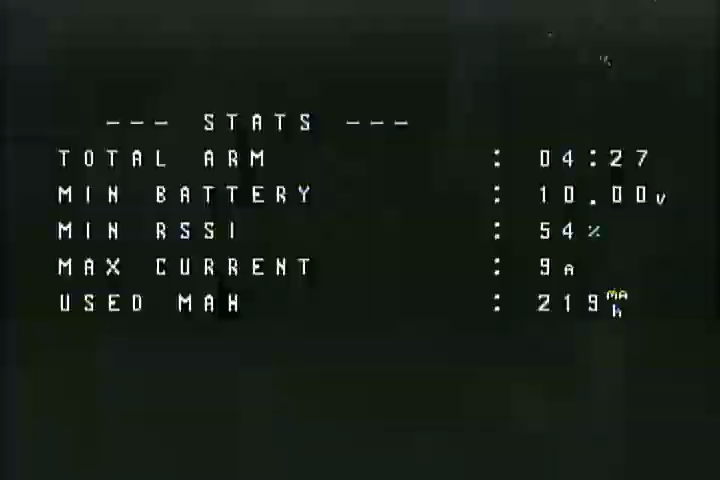 --- STATS ---
TOTAL ARM : 04:27
MIN BATTERY : 10.00V
MIN RSSI : 54%
MAX CURRENT : 9A
USED MAH : 219MAh